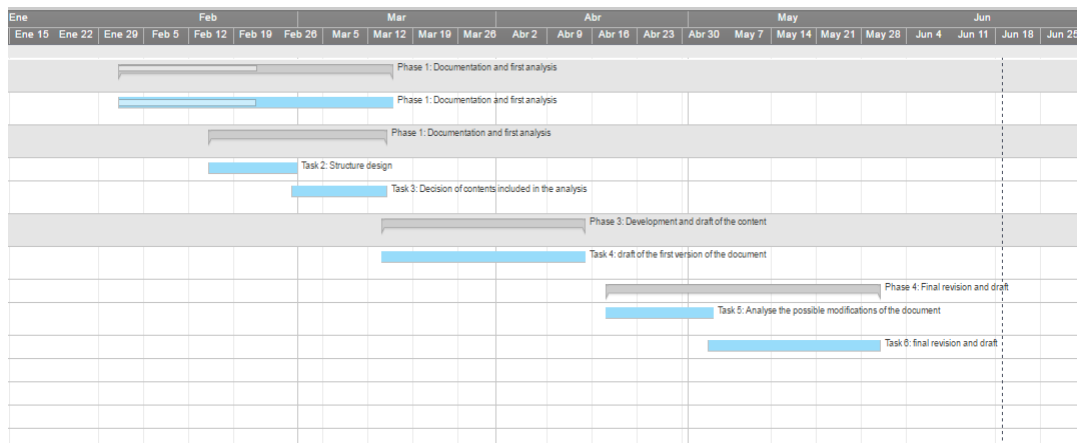 Ene Feb Mar Abr May Jun
Ene 15 Ene 22 Ene 29 Feb 5 Feb 12 Feb 19 Feb 26 Mar 5 Mar 12 Mar 19 Mar 26 Abr 2 Abr 9 Abr 16 Abr 23 Abr 30 May 7 May 14 May 21 May 28 Jun 4 Jun 11 Jun 18 Jun 25
Phase 1: Documentation and first analysis
Phase 1: Documentation and first analysis
Phase 1: Documentation and first analysis
Task 2: Structure design
Task 3: Decision of contents included in the analysis
Phase 3: Development and draft of the content
Task 4: draft of the first version of the document
Phase 4: Final revision and draft
Task 5: Analyse the possible modifications of the document
Task 6: final revision and draft